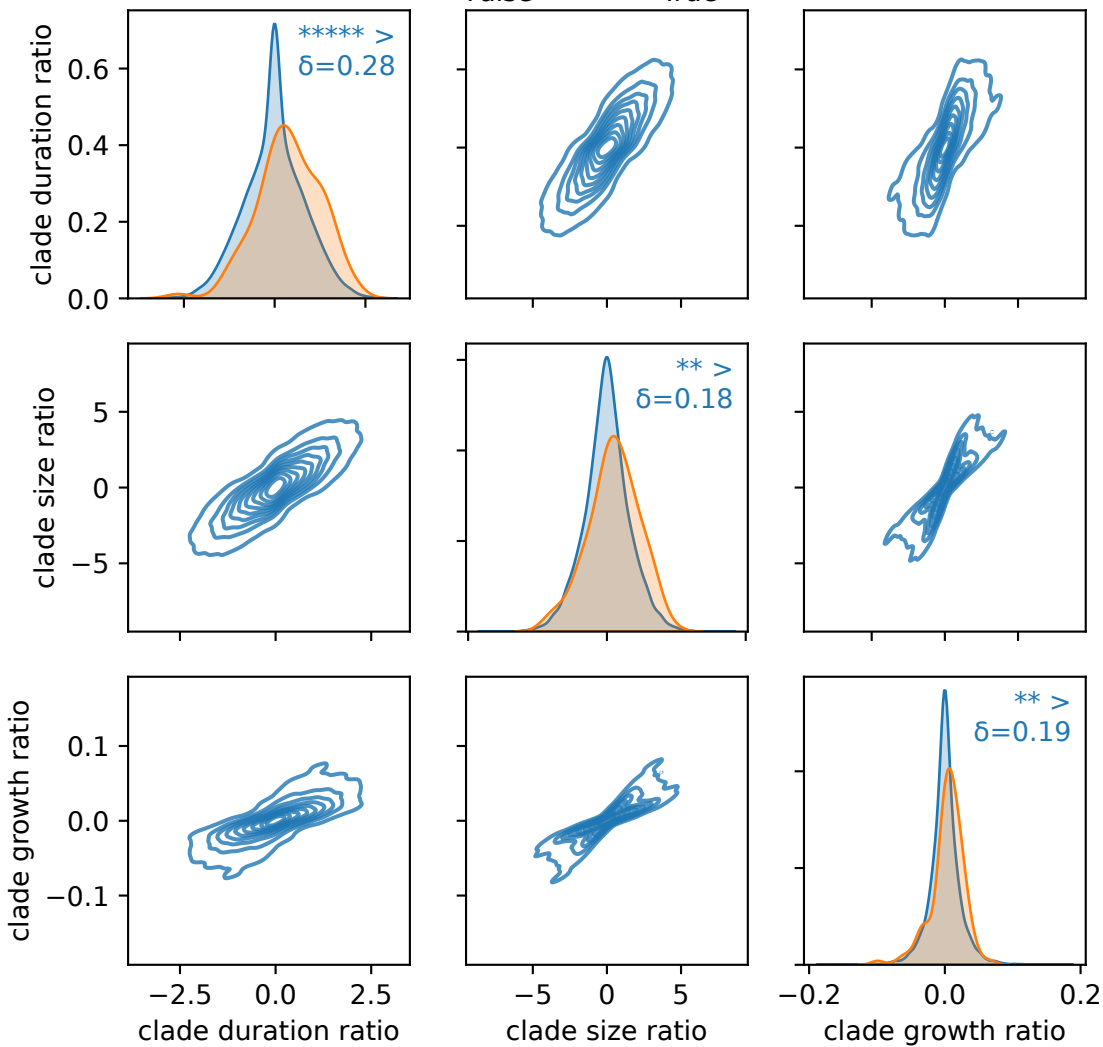 ***** >
δ=0.28
clade duration ratio
0.6
0.4
0.2
0.0
clade size ratio
5
0
−5
** >
δ=0.18
clade growth ratio
0.1
0.0
−0.1
** >
δ=0.19
−2.5 0.0 2.5
−5 0 5
−0.2 0.0 0.2
clade duration ratio
clade size ratio
clade growth ratio